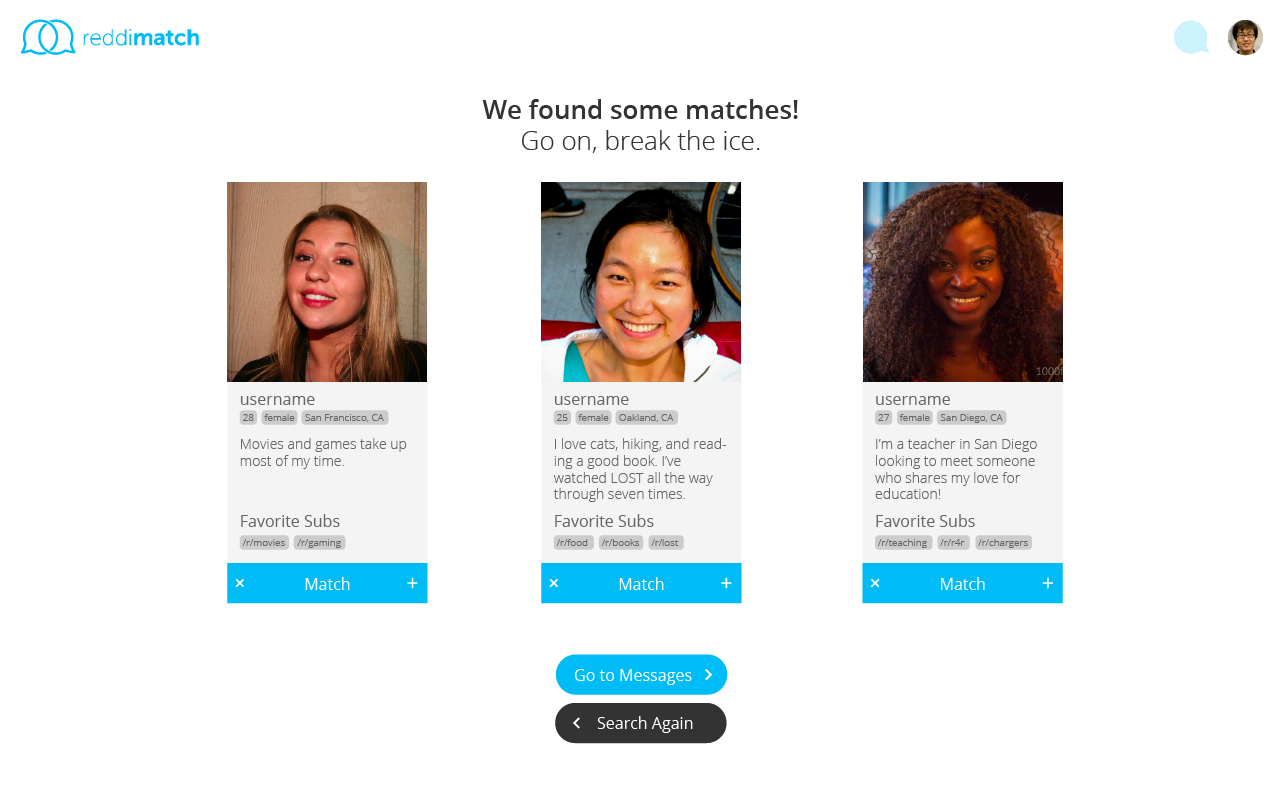 reddimatch
We found some matches!
Go on, break the ice.
username
28 female San Francisco, CA
Movies and games take up
most of my time.
Favorite Subs
/r/movies /r/gaming
× Match +
username
25 female Oakland, CA
I love cats, hiking, and read-
ing a good book. I’ve
watched LOST all the way
through seven times.
Favorite Subs
/r/food /r/books /r/lost
× Match +
1000
username
27 female San Diego, CA
I’m a teacher in San Diego
looking to meet someone
who shares my love for
education!
Favorite Subs
/r/teaching /r/r4r /r/chargers
× Match +
Go to Messages >
< Search Again